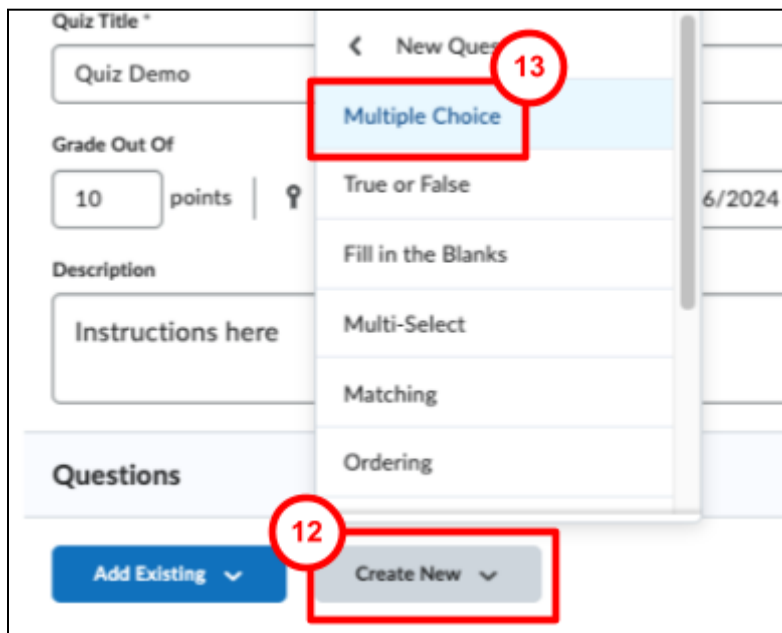 Quiz Title *
Quiz Demo
Grade Out Of
10 points
6/2024
Description
Instructions here
Questions
Add Existing
Create New
12
New Ques
13
Multiple Choice
True or False
Fill in the Blanks
Multi-Select
Matching
Ordering